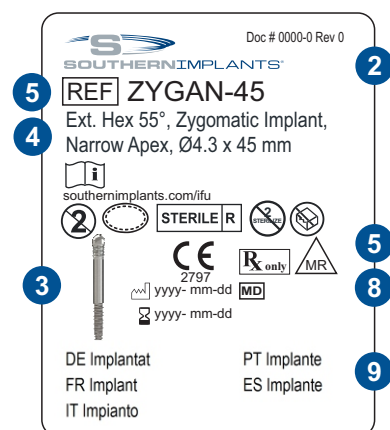 Doc # 0000-0 Rev 0
S
SOUTHERNIMPLANTS®
2
5
REF ZYGAN-45
4
Ext. Hex 55°, Zygomatic Implant,
Narrow Apex, Ø4.3 x 45 mm
i
southernimplants.com/ifu
2
STERILE R
2
STERILIZE
5
CE
2797
Rx only
MR
3
yyyy- mm-dd
MD
8
yyyy- mm-dd
DE Implantat
PT Implante
9
FR Implant
ES Implante
IT Impianto